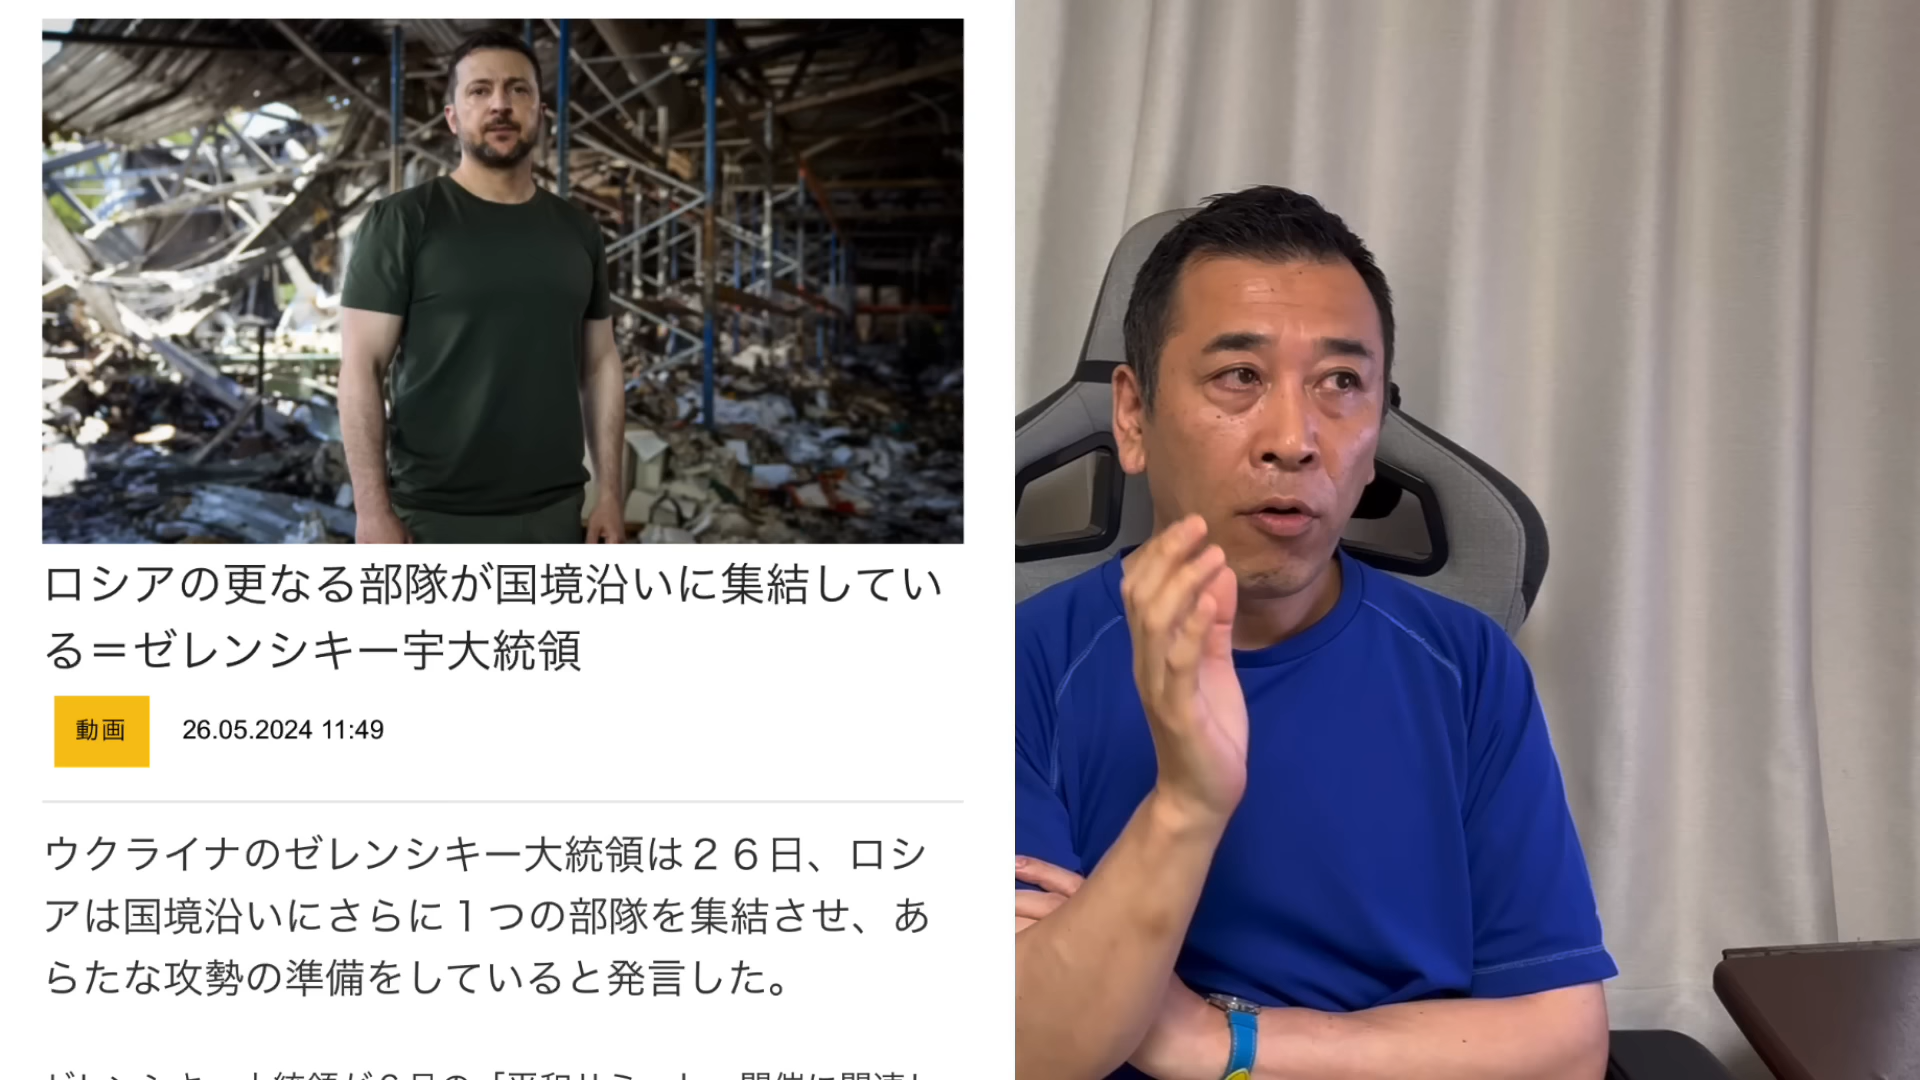 ロシアの更なる部隊が国境沿いに集結してい
る＝ゼレンシキー宇大統領
動画
26.05.2024 11:49
ウクライナのゼレンシキー大統領は２６日、ロシ
アは国境沿いにさらに１つの部隊を集結させ、あ
らたな攻勢の準備をしていると発言した。